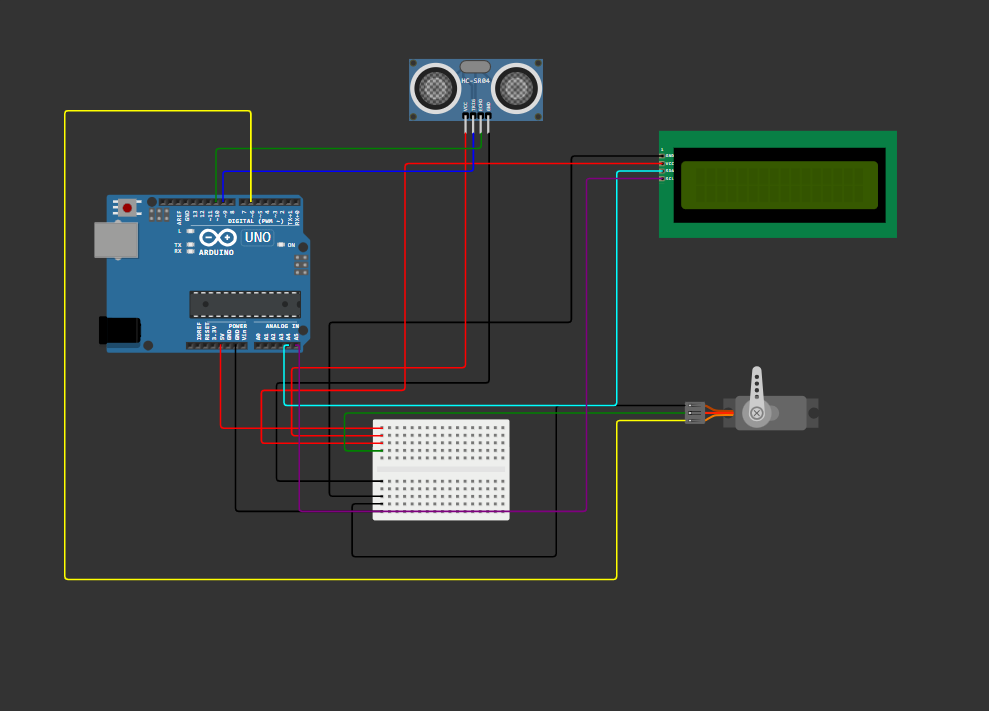 HC-SR04
VCC
TRIG
ECHO
GND
1
GND
VCC
SDA
SCL
AREF
GND
13
12
~11
~10
~9
8
7
~6
~5
4
~3
2
TX→1
RX←0
DIGITAL (PWM ~)
L
TX
RX
UNO
ON
ARDUINO
POWER
ANALOG IN
IOREF
RESET
3.3V
5V
GND
GND
Vin
A0
A1
A2
A3
A4
A5